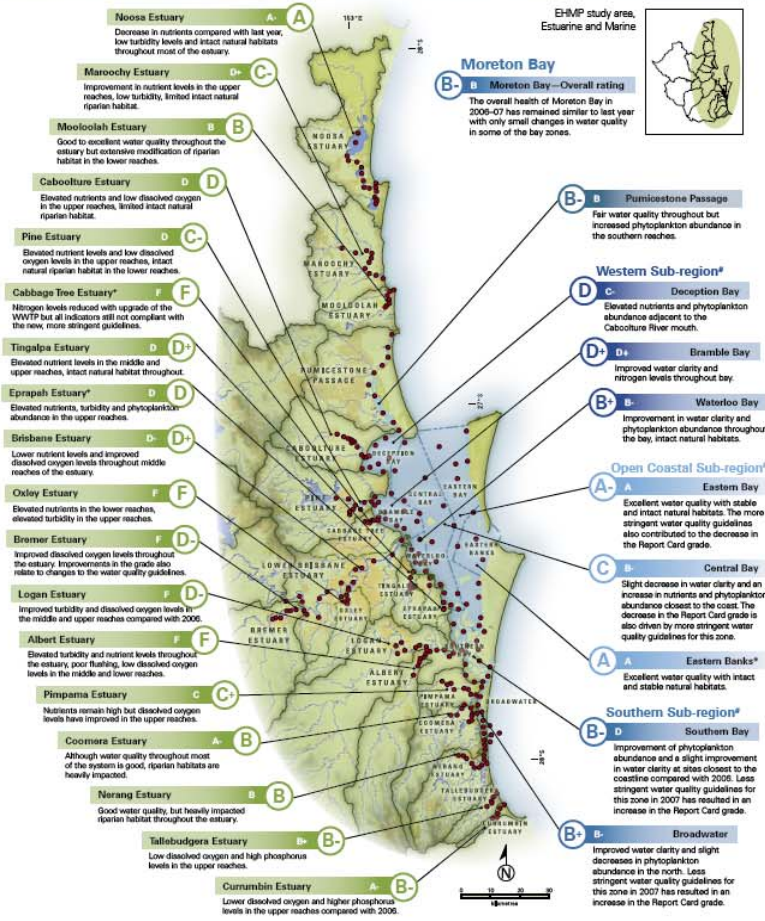 Noosa Estuary A- A
Decrease in nutrients compared with last year,
low turbidity levels and intact natural habitats
throughout most of the estuary.
Maroochy Estuary D+ C-
Improvement in nutrient levels in the upper
reaches, low turbidity, limited intact natural
riparian habitat.
Mooloolah Estuary B B
Good to excellent water quality throughout the
estuary but extensive modification of riparian
habitat in the lower reaches.
Caboolture Estuary D D
Elevated nutrients and low dissolved oxygen
in the upper reaches, limited intact natural
riparian habitat.
Pine Estuary D C-
Elevated nutrient levels and low dissolved
oxygen levels in the upper reaches, intact
natural riparian habitat in the lower reaches.
Cabbage Tree Estuary* F F
Nitrogen levels reduced with upgrade of the
WWTP but all indicators still not compliant with
the new, more stringent guidelines.
Tingalpa Estuary D D+
Elevated nutrient levels in the middle and
upper reaches, intact natural habitat throughout.
Eprapah Estuary* D D
Elevated nutrients, turbidity and phytoplankton
abundance in the upper reaches.
Brisbane Estuary D- D+
Lower nutrient levels and improved
dissolved oxygen levels throughout middle
reaches of the estuary.
Oxley Estuary F F
Elevated nutrients in the lower reaches,
elevated turbidity in the upper reaches.
Bremer Estuary F D-
Improved dissolved oxygen levels throughout
the estuary. Improvements in the grade also
relate to changes to the water quality guidelines.
Logan Estuary F D-
Improved turbidity and dissolved oxygen levels in
the middle and upper reaches compared with 2006.
Albert Estuary F F
Elevated turbidity and nutrient levels throughout
the estuary, poor flushing, low dissolved oxygen
levels in the middle and lower reaches.
Pimpama Estuary C C+
Nutrients remain high but dissolved oxygen
levels have improved in the upper reaches.
Coomera Estuary A- B
Although water quality throughout most
of the system is good, riparian habitats are
heavily impacted.
Nerang Estuary B B
Good water quality, but heavily impacted
riparian habitat throughout the estuary.
Tallebudgera Estuary B+ B-
Low dissolved oxygen and high phosphorus
levels in the upper reaches.
Currumbin Estuary A- B-
Lower dissolved oxygen and higher phosphorus
levels in the upper reaches compared with 2006.
153°E
26°S
27°S
28°S
NOOSA
ESTUARY
MAROOCHY
ESTUARY
MOOLOOLAH
ESTUARY
PUMICESTONE
PASSAGE
CABOOLTURE
ESTUARY
DECEPTION
BAY
PINE
ESTUARY
CENTRAL
BAY
EASTERN
BAY
BRAMBLE
BAY
CABBAGE TREE
ESTUARY
WATERLOO
BAY
EASTERN
BANKS
LOWER BRISBANE
ESTUARY
TINGALPA
ESTUARY
OXLEY
ESTUARY
EPRAPAH
ESTUARY
BREMER
ESTUARY
LOGAN
ESTUARY
SOUTHERN
ALBERT
ESTUARY
PIMPAMA
ESTUARY
BROADWATER
COOMERA
ESTUARY
NERANG
ESTUARY
TALLEBUDGERA
ESTUARY
CURRUMBIN
ESTUARY
N
0 10 20 30
kilometres
EHMP study area,
Estuarine and Marine
Moreton Bay
B- B Moreton Bay—Overall rating
The overall health of Moreton Bay in
2006–07 has remained similar to last year
with only small changes in water quality
in some of the bay zones.
B- B Pumicestone Passage
Fair water quality throughout but
increased phytoplankton abundance in
the southern reaches.
Western Sub-region#
D C- Deception Bay
Elevated nutrients and phytoplankton
abundance adjacent to the
Caboolture River mouth.
D+ D+ Bramble Bay
Improved water clarity and
nitrogen levels throughout bay.
B+ B- Waterloo Bay
Improvement in water clarity and
phytoplankton abundance throughout
the bay, intact natural habitats.
Open Coastal Sub-region#
A- A Eastern Bay
Excellent water quality with stable
and intact natural habitats. The more
stringent water quality guidelines
also contributed to the decrease in
the Report Card grade.
C B- Central Bay
Slight decrease in water clarity and an
increase in nutrients and phytoplankton
abundance closest to the coast. The
decrease in the Report Card grade is
also driven by more stringent water
quality guidelines for this zone.
A A Eastern Banks*
Excellent water quality with intact
and stable natural habitats.
Southern Sub-region#
B- D Southern Bay
Improvement of phytoplankton
abundance and a slight improvement
in water clarity at sites closest to the
coastline compared with 2006. Less
stringent water quality guidelines for
this zone in 2007 has resulted in an
increase in the Report Card grade.
B+ B- Broadwater
Improved water clarity and slight
decreases in phytoplankton
abundance in the north. Less
stringent water quality guidelines for
this zone in 2007 has resulted in an
increase in the Report Card grade.